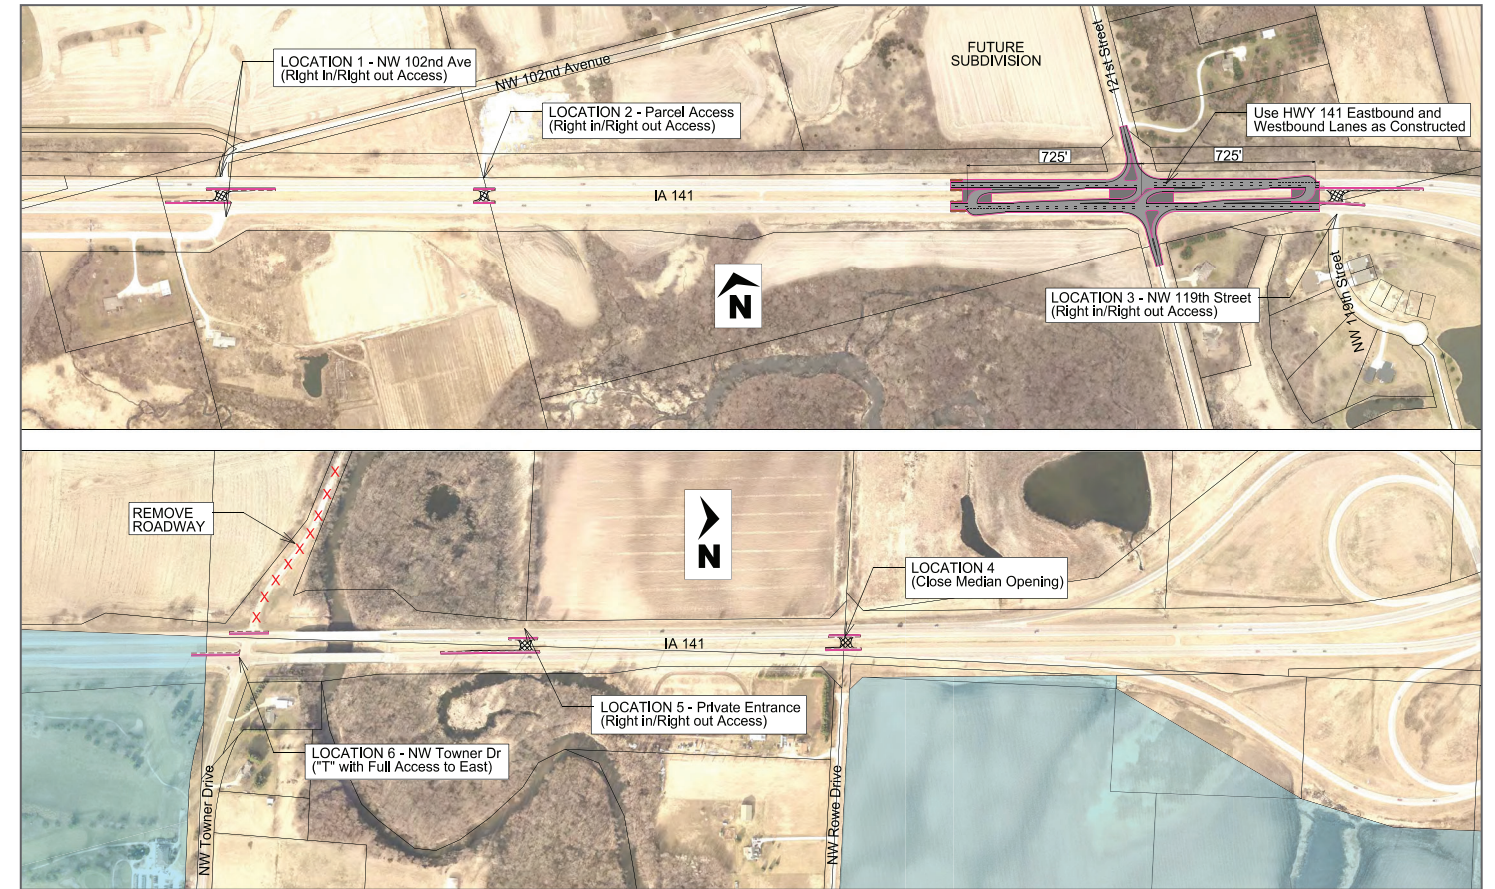 LOCATION 1 - NW 102nd Ave
(Right In/Right out Access)
NW 102nd Avenue
LOCATION 2 - Parcel Access
(Right in/Right out Access)
FUTURE
SUBDIVISION
121st Street
Use HWY 141 Eastbound and
Westbound Lanes as Constructed
725'
725'
IA 141
N
LOCATION 3 - NW 119th Street
(Right in/Right out Access)
NW 119th Street
REMOVE
ROADWAY
X
X
X
X
X
X
X
X
X
N
LOCATION 4
(Close Median Opening)
IA 141
LOCATION 5 - Private Entrance
(Right in/Right out Access)
LOCATION 6 - NW Towner Dr
("T" with Full Access to East)
NW Towner Drive
NW Rowe Drive